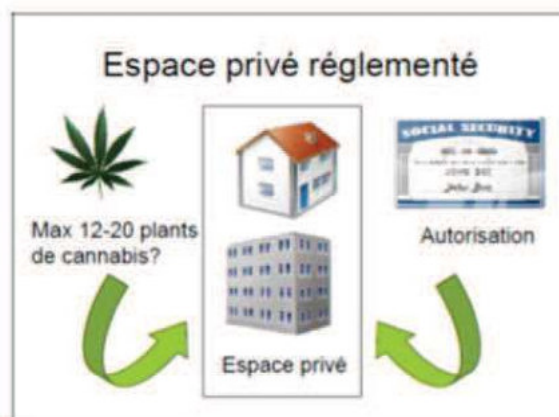 Espace privé réglementé
SOCIAL SECURITY
Max 12-20 plants
de cannabis?
Autorisation
Espace privé